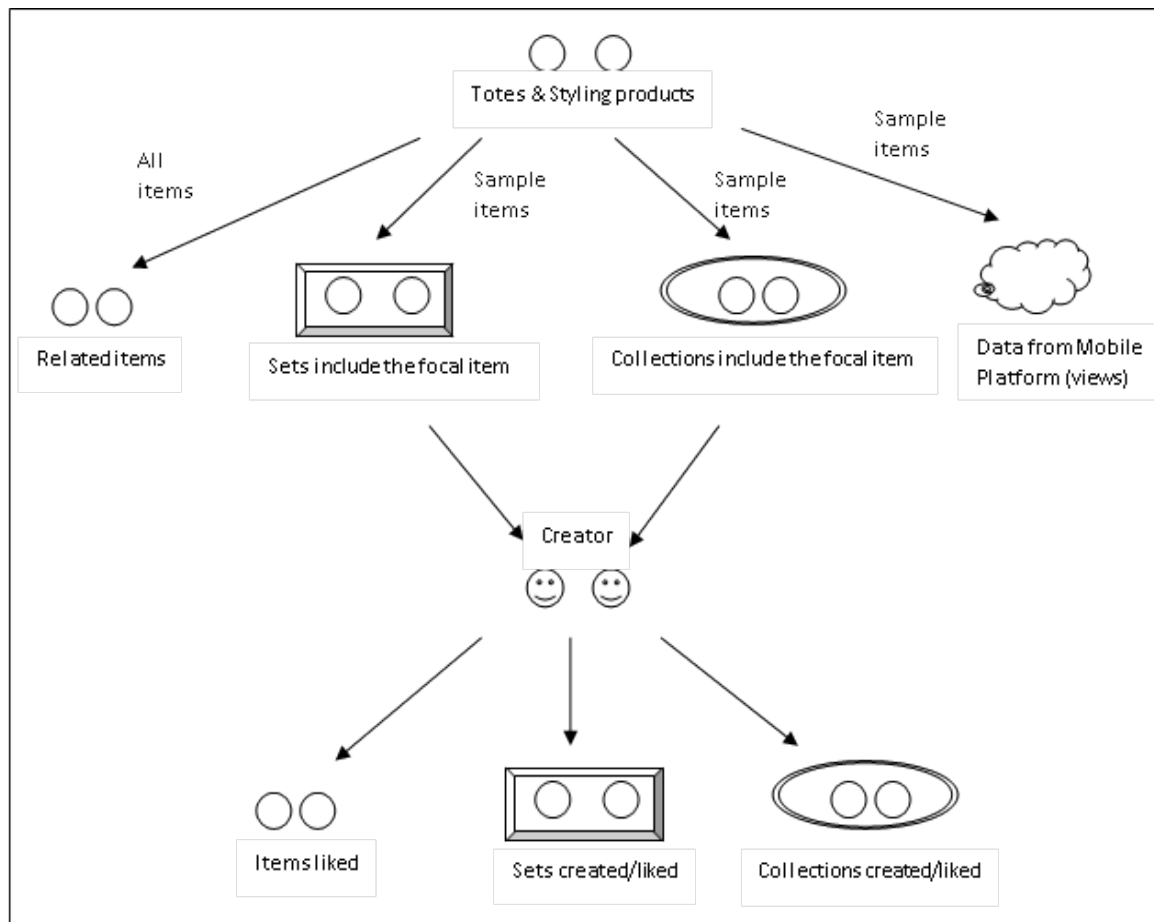 Totes & Styling products
All
items
Sample
items
Sample
items
Sample
items
Related items
Sets include the focal item
Collections include the focal item
Data from Mobile
Platform (views)
Creator
Items liked
Sets created/liked
Collections created/liked